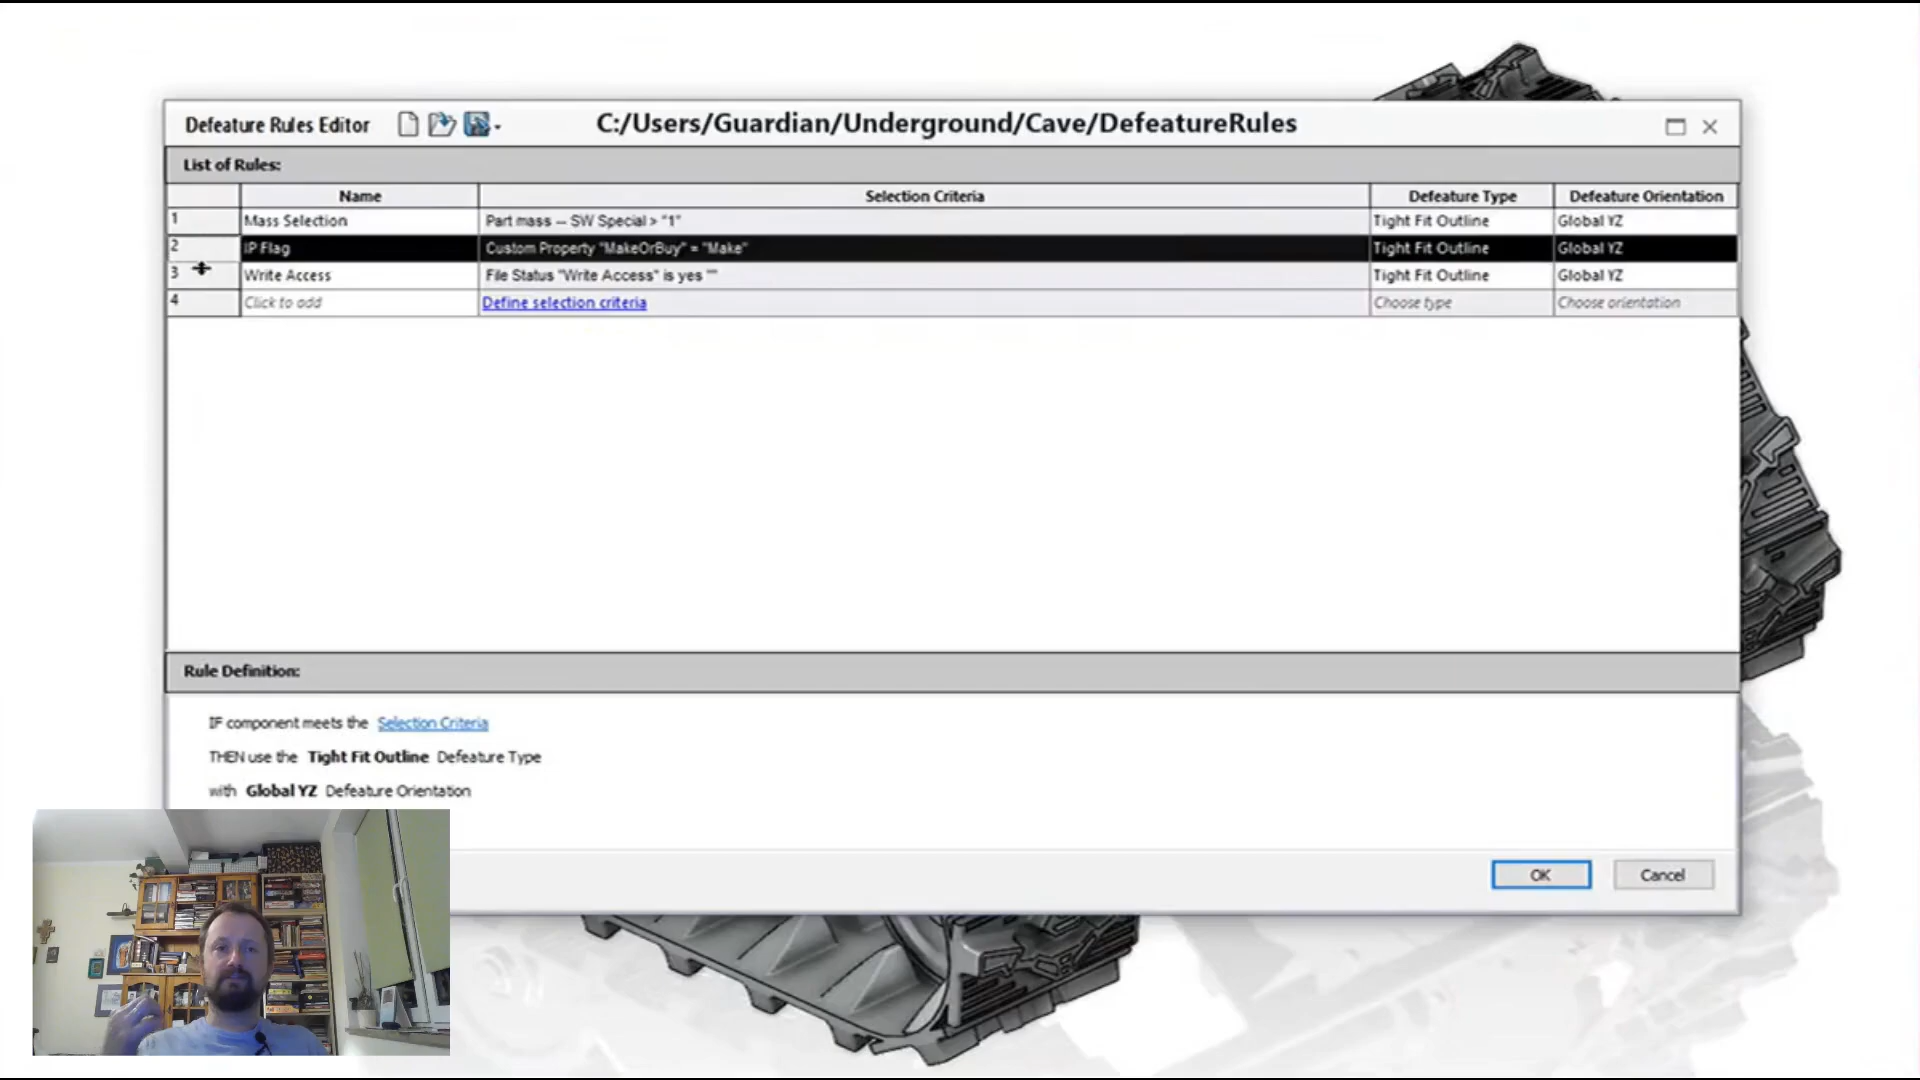 Defeature Rules Editor C:/Users/Guardian/Underground/Cave/DefeatureRules
List of Rules:
Name Selection Criteria Defeature Type Defeature Orientation
1 Mass Selection Part mass -- SW Special > "1" Tight Fit Outline Global YZ
2 IP Flag Custom Property "MakeOrBuy" = "Make" Tight Fit Outline Global YZ
3 Write Access File Status "Write Access" is yes "" Tight Fit Outline Global YZ
4 Click to add Define selection criteria Choose type Choose orientation
Rule Definition:
IF component meets the Selection Criteria
THEN use the Tight Fit Outline Defeature Type
with Global YZ Defeature Orientation
OK Cancel